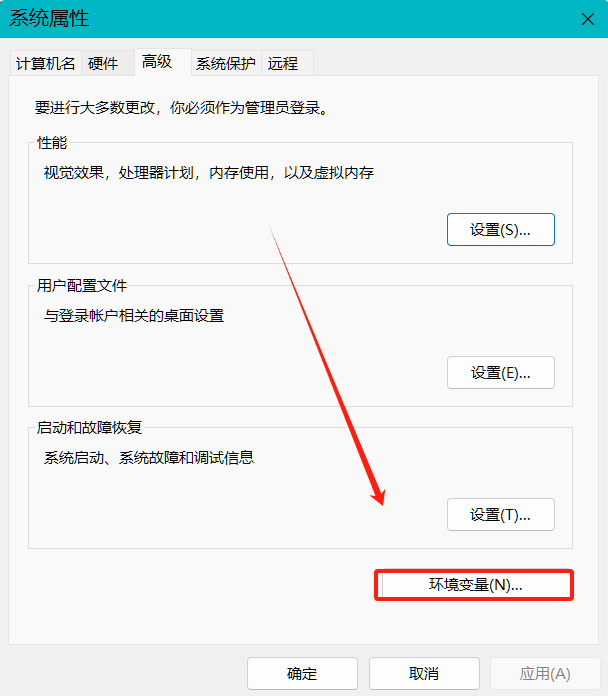 系统属性
计算机名 硬件 高级 系统保护 远程
要进行大多数更改，你必须作为管理员登录。
性能
视觉效果，处理器计划，内存使用，以及虚拟内存
设置(S)...
用户配置文件
与登录帐户相关的桌面设置
设置(E)...
启动和故障恢复
系统启动、系统故障和调试信息
设置(T)...
环境变量(N)...
确定 取消 应用(A)